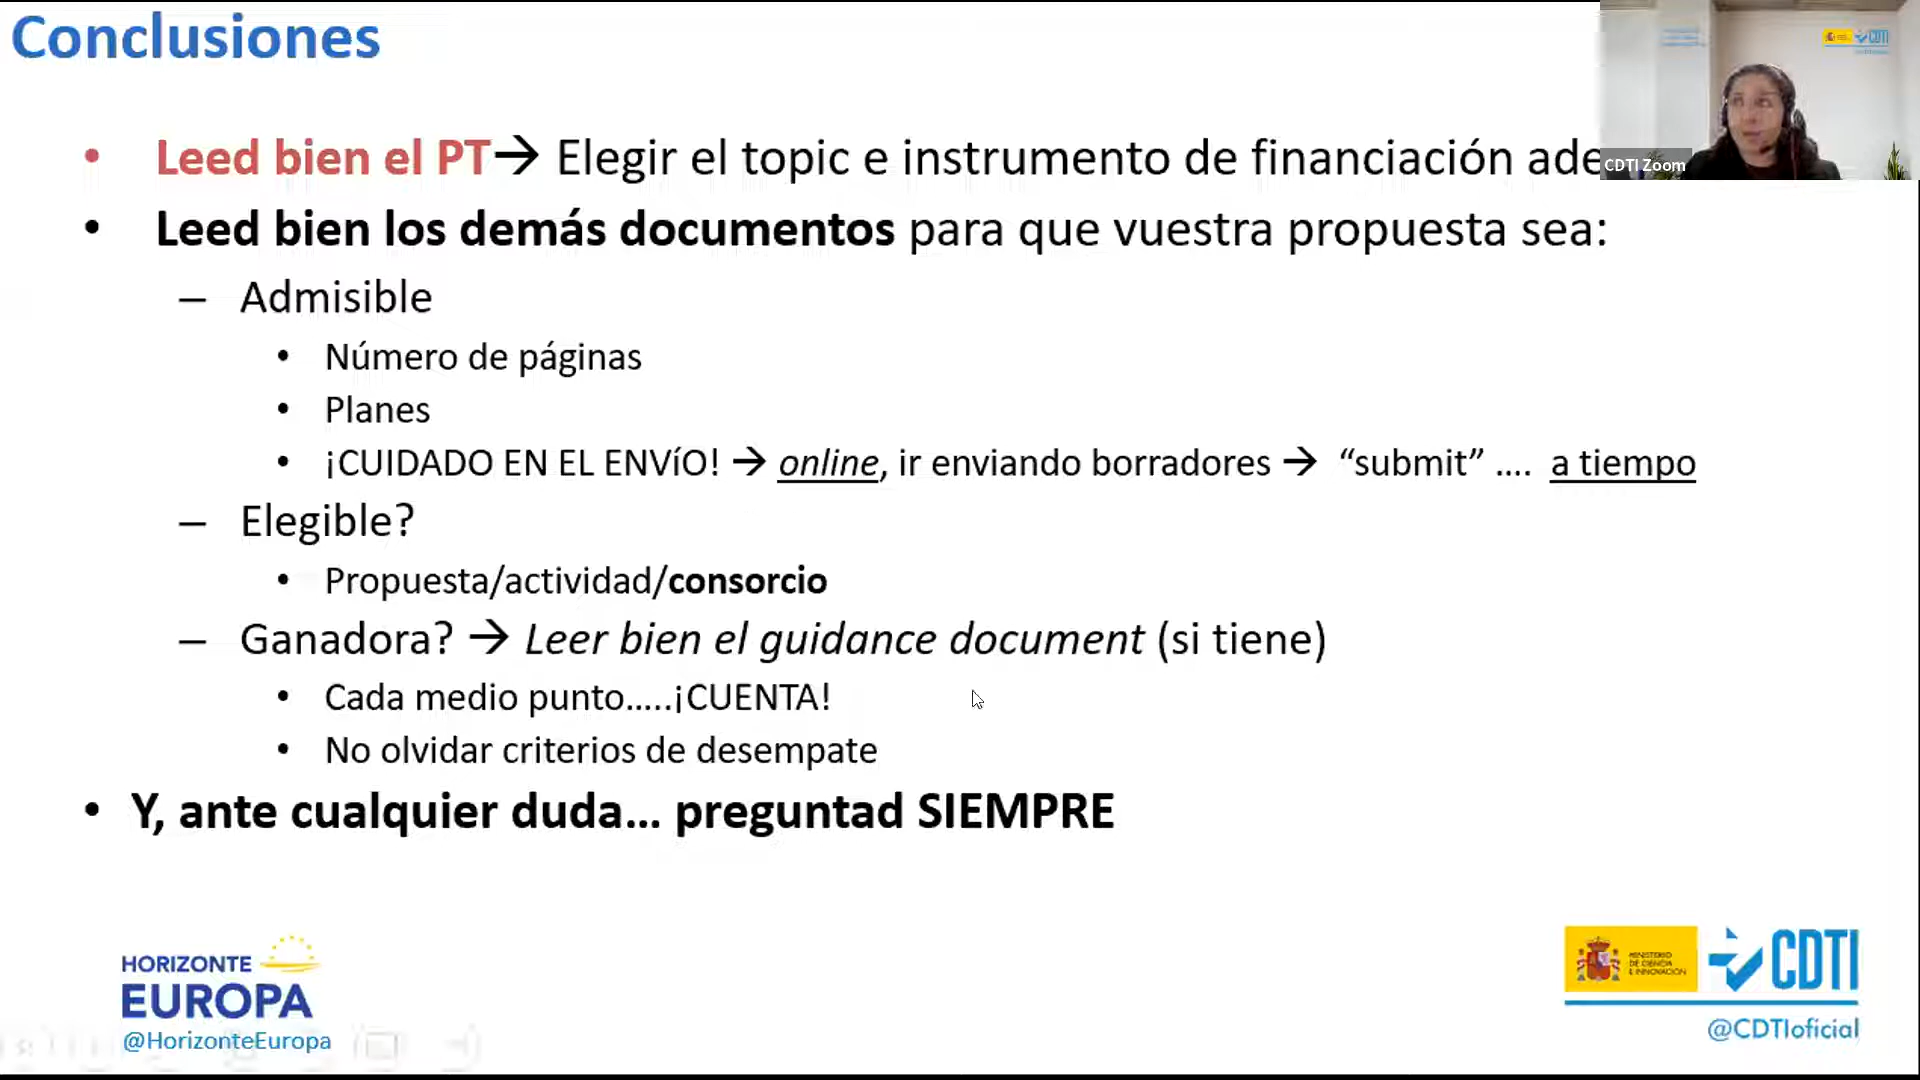 Conclusiones
CDTI
• Leed bien el PT→ Elegir el topic e instrumento de financiación ade
CDTI Zoom
• Leed bien los demás documentos para que vuestra propuesta sea:
– Admisible
• Número de páginas
• Planes
• ¡CUIDADO EN EL ENVíO! → online, ir enviando borradores → “submit” .... a tiempo
– Elegible?
• Propuesta/actividad/consorcio
– Ganadora? → Leer bien el guidance document (si tiene)
• Cada medio punto…..¡CUENTA!
• No olvidar criterios de desempate
• Y, ante cualquier duda… preguntad SIEMPRE
HORIZONTE
EUROPA
@HorizonteEuropa
MINISTERIO
DE CIENCIA
E INNOVACIÓN
CDTI
@CDTIoficial